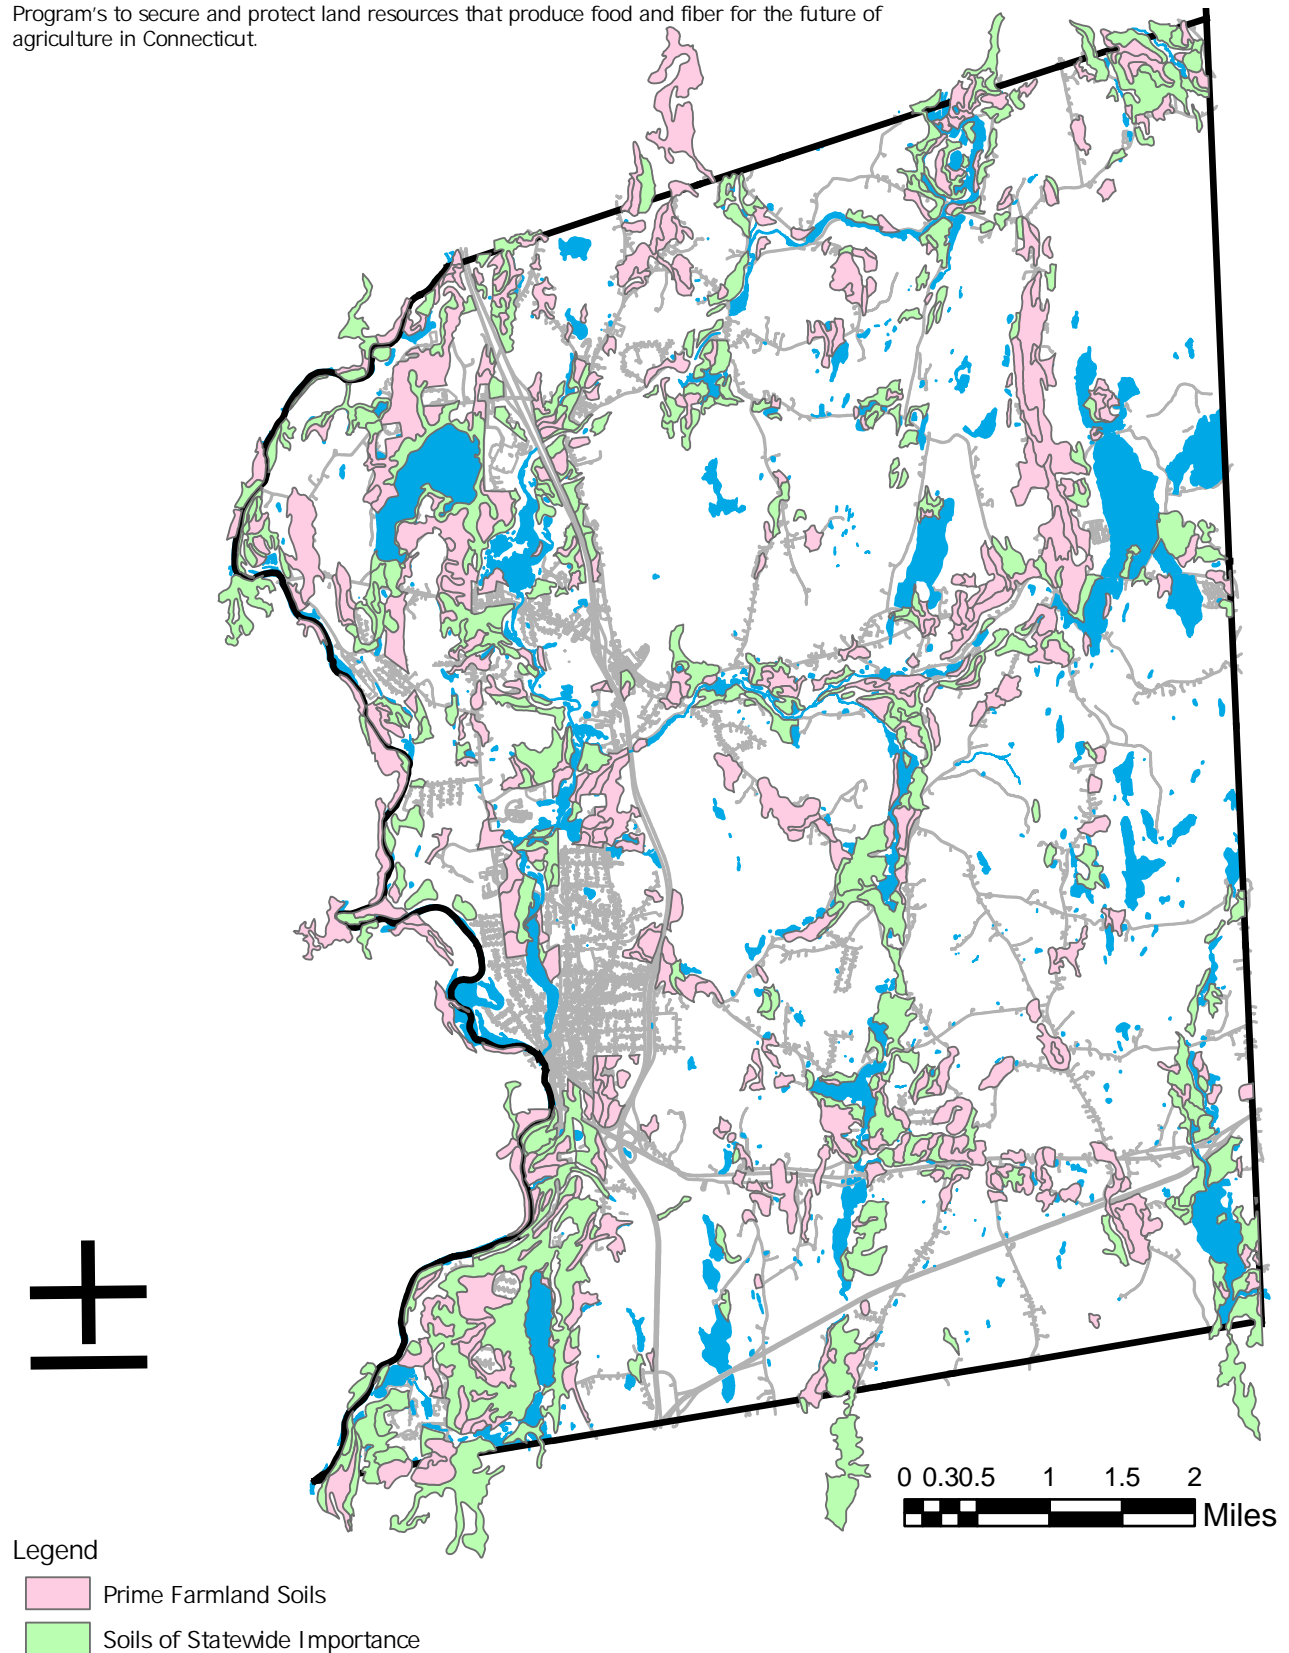 Program's to secure and protect land resources that produce food and fiber for the future of
agriculture in Connecticut.
0 0.30.5 1 1.5 2
Miles
Legend
Prime Farmland Soils
Soils of Statewide Importance